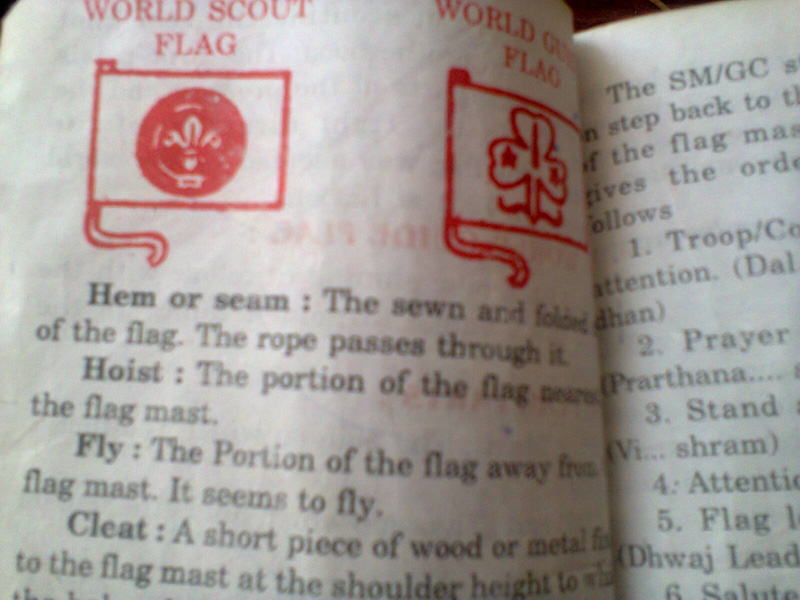 WORLD SCOUT
FLAG
WORLD
FLAG
Hem or seam : The sewn and folded
of the flag. The rope passes through it.
Hoist : The portion of the flag
the flag mast.
Fly : The Portion of the flag away from
flag mast. It seems to fly.
Cleat : A short piece of wood or metal
to the flag mast at the shoulder height to
The SM/GC
step back to
the flag
gives the
follows
1. Troop/Co
attention. (Dal
dhan)
2. Prayer
(Prarthana....
3. Stand
(Vi... shram)
4. Attentio
5. Flag
(Dhwaj Lead
6. Salute